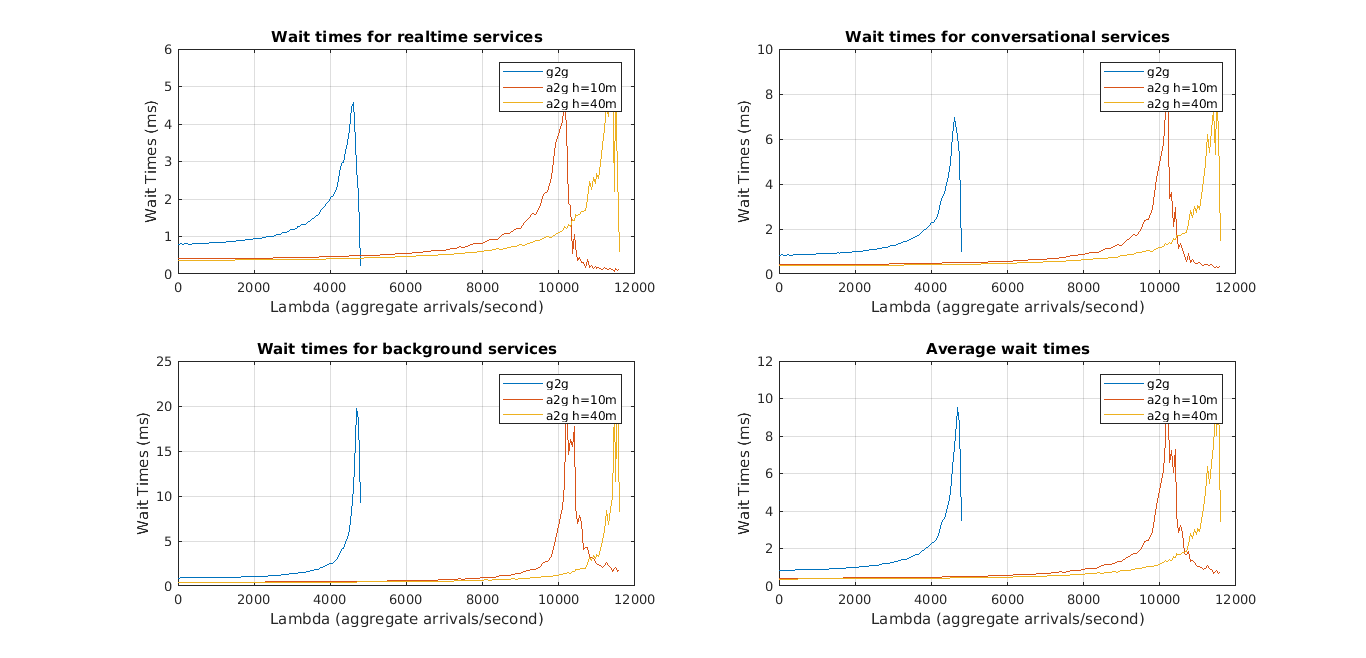 Wait times for realtime services
Wait Times (ms)
6
5
4
3
2
1
0
g2g
a2g h=10m
a2g h=40m
0 2000 4000 6000 8000 10000 12000
Lambda (aggregate arrivals/second)
Wait times for conversational services
Wait Times (ms)
10
8
6
4
2
0
g2g
a2g h=10m
a2g h=40m
0 2000 4000 6000 8000 10000 12000
Lambda (aggregate arrivals/second)
Wait times for background services
Wait Times (ms)
25
20
15
10
5
0
g2g
a2g h=10m
a2g h=40m
0 2000 4000 6000 8000 10000 12000
Lambda (aggregate arrivals/second)
Average wait times
Wait Times (ms)
12
10
8
6
4
2
0
g2g
a2g h=10m
a2g h=40m
0 2000 4000 6000 8000 10000 12000
Lambda (aggregate arrivals/second)